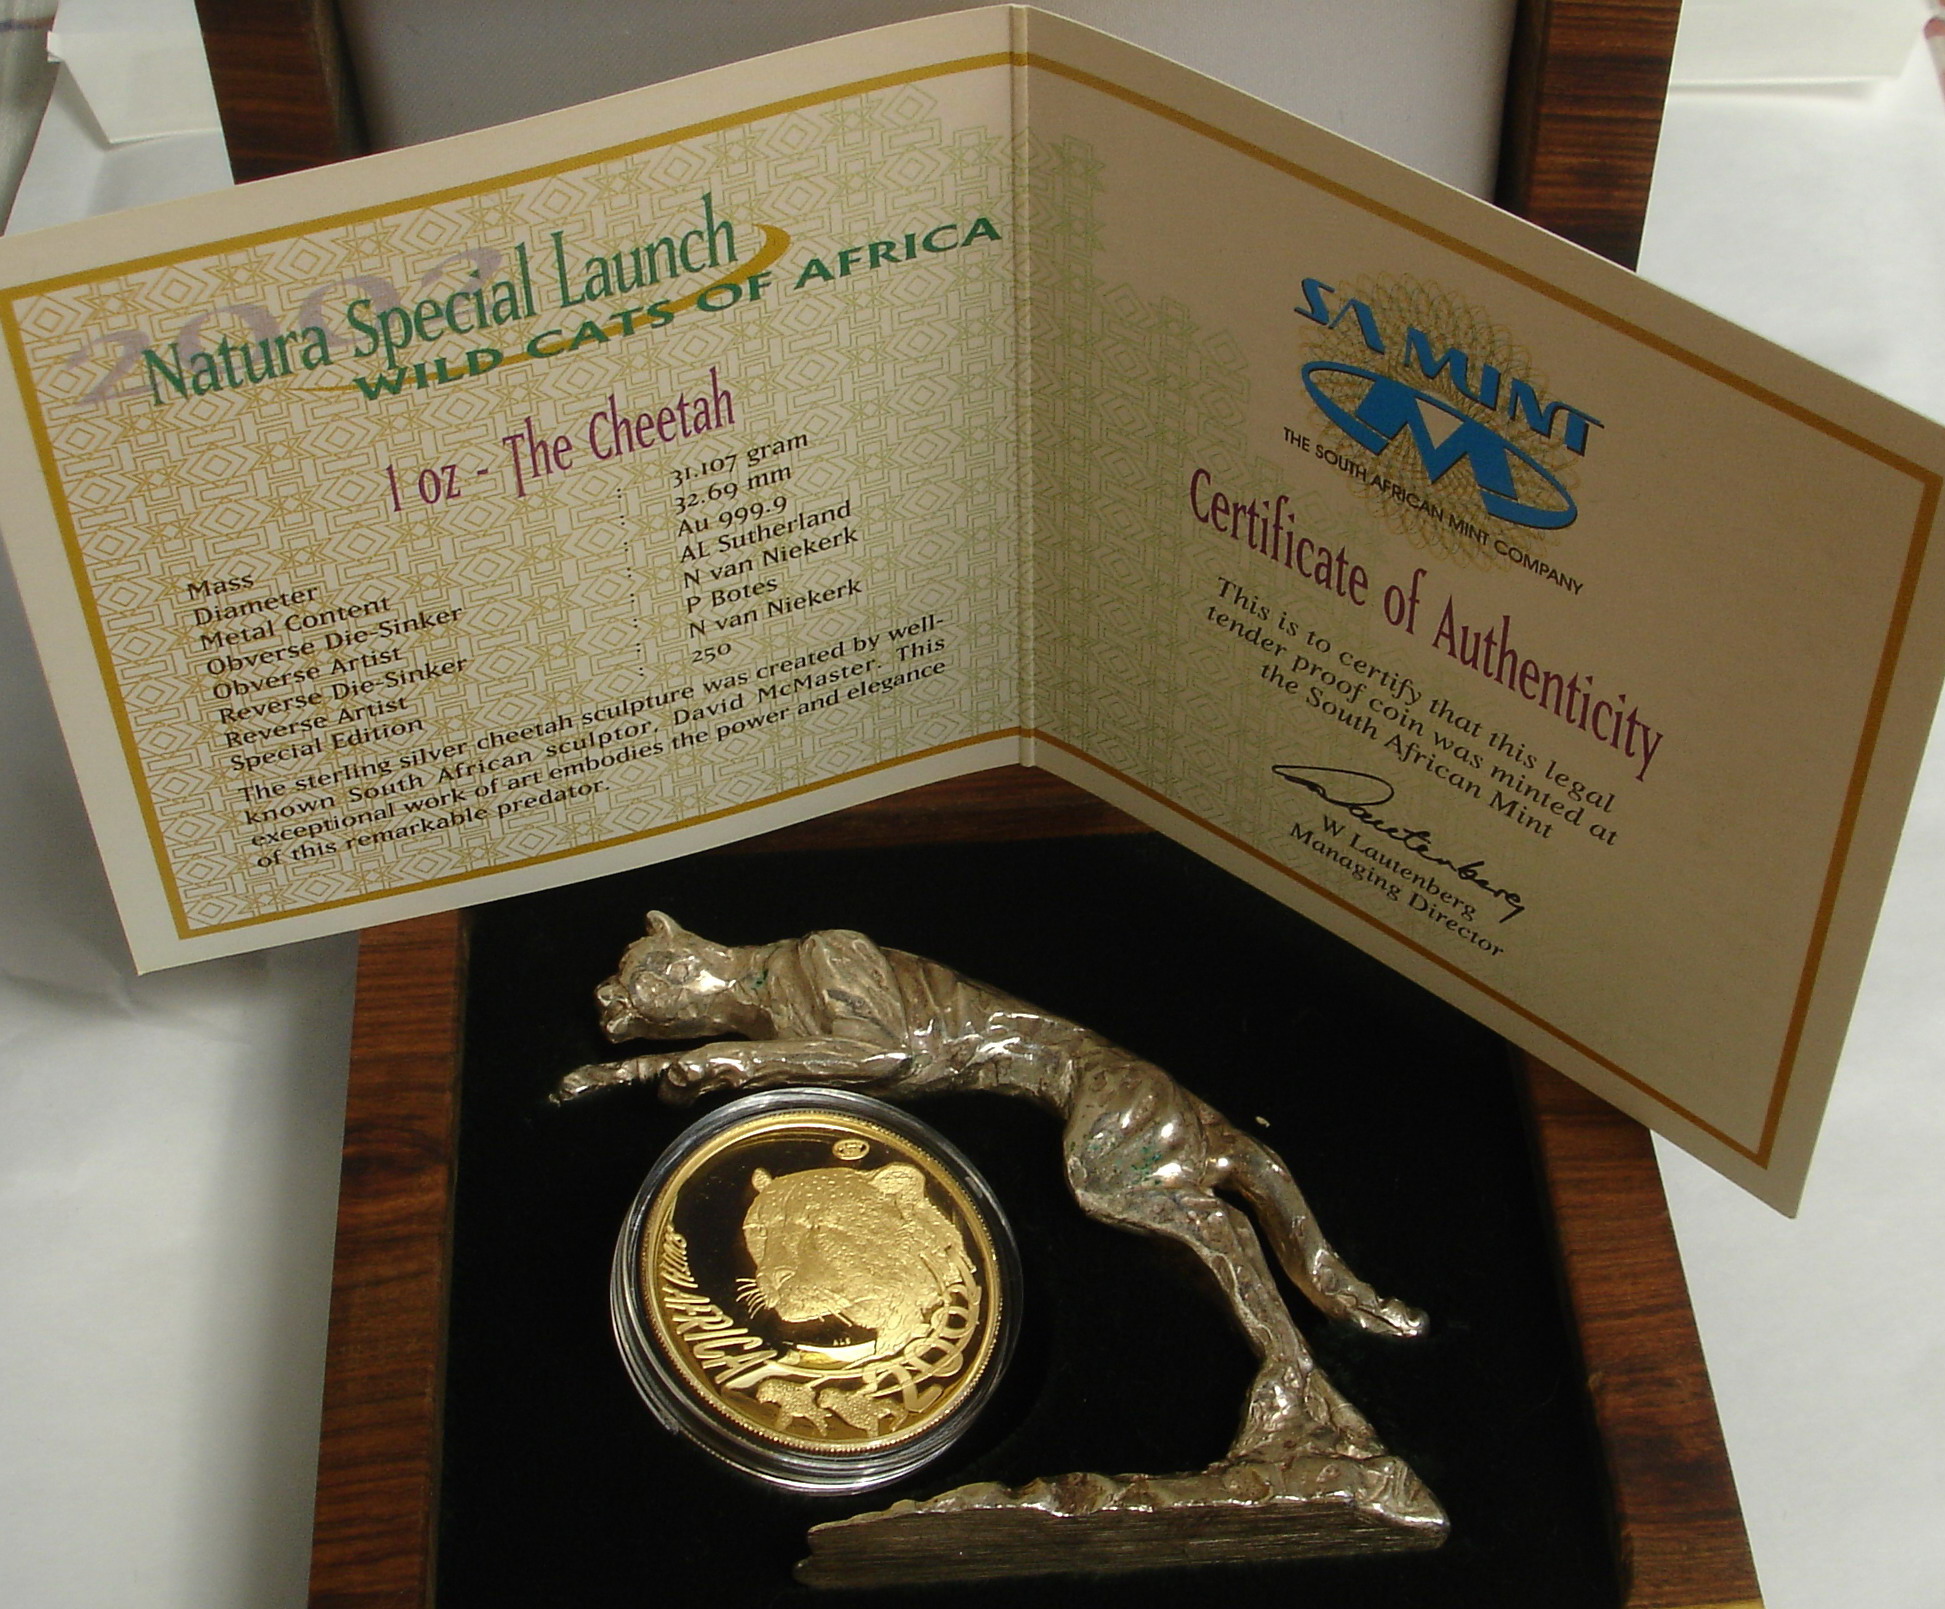 2002
Natura Special Launch
WILD CATS OF AFRICA
1 oz - The Cheetah
Mass : 31.107 gram
Diameter : 32.69 mm
Metal Content : Au 999.9
Obverse Die-Sinker : AL Sutherland
Obverse Artist : N van Niekerk
Reverse Die-Sinker : P Botes
Reverse Artist : N van Niekerk
Special Edition : 250
The sterling silver cheetah sculpture was created by well-
known South African sculptor, David McMaster. This
exceptional work of art embodies the power and elegance
of this remarkable predator.
SA MINT
THE SOUTH AFRICAN MINT COMPANY
Certificate of Authenticity
This is to certify that this legal
tender proof coin was minted at
the South African Mint
W Lautenberg
W Lautenberg
Managing Director
AFRICA
2002
ALS